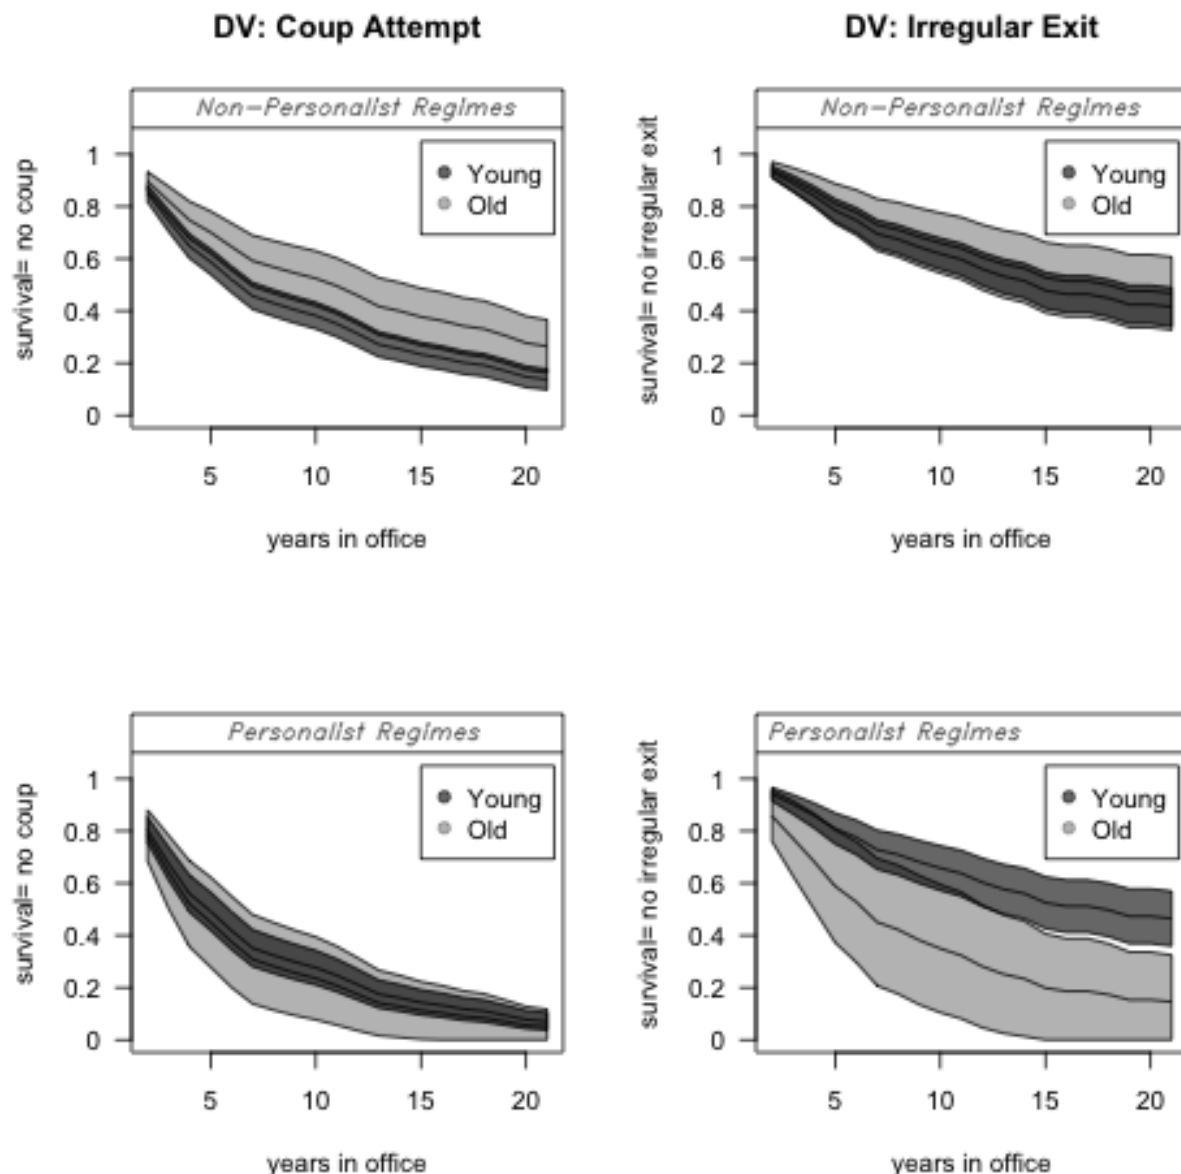 DV: Coup Attempt
DV: Irregular Exit
Non-Personalist Regimes
survival= no coup
1
0.8
0.6
0.4
0.2
0
Young
Old
5
10
15
20
years in office
Non-Personalist Regimes
survival= no irregular exit
1
0.8
0.6
0.4
0.2
0
Young
Old
5
10
15
20
years in office
Personalist Regimes
survival= no coup
1
0.8
0.6
0.4
0.2
0
Young
Old
5
10
15
20
years in office
Personalist Regimes
survival= no irregular exit
1
0.8
0.6
0.4
0.2
0
Young
Old
5
10
15
20
years in office